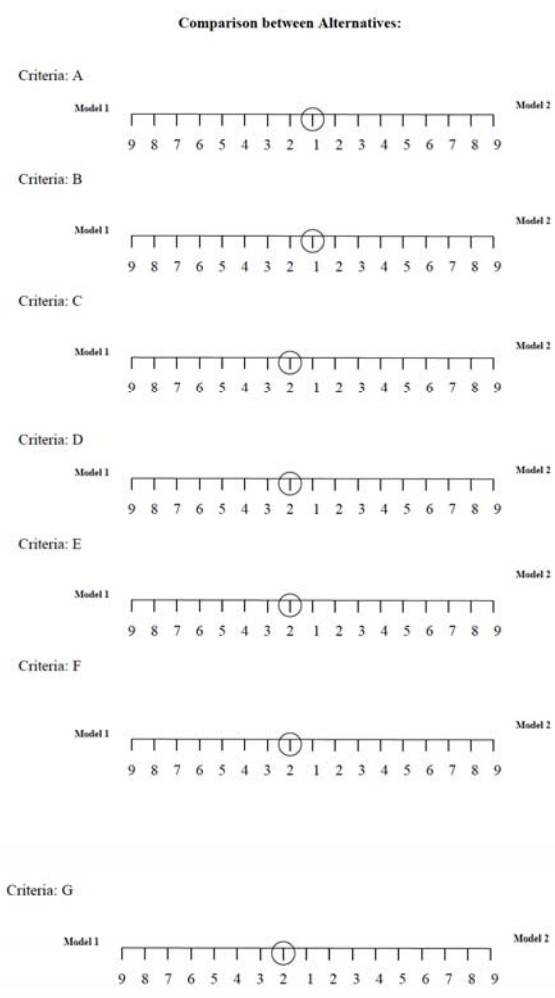 Comparison between Alternatives:
Criteria: A
Model 1 Model 2
9 8 7 6 5 4 3 2 1 2 3 4 5 6 7 8 9
Criteria: B
Model 1 Model 2
9 8 7 6 5 4 3 2 1 2 3 4 5 6 7 8 9
Criteria: C
Model 1 Model 2
9 8 7 6 5 4 3 2 1 2 3 4 5 6 7 8 9
Criteria: D
Model 1 Model 2
9 8 7 6 5 4 3 2 1 2 3 4 5 6 7 8 9
Criteria: E
Model 1 Model 2
9 8 7 6 5 4 3 2 1 2 3 4 5 6 7 8 9
Criteria: F
Model 1 Model 2
9 8 7 6 5 4 3 2 1 2 3 4 5 6 7 8 9
Criteria: G
Model 1 Model 2
9 8 7 6 5 4 3 2 1 2 3 4 5 6 7 8 9